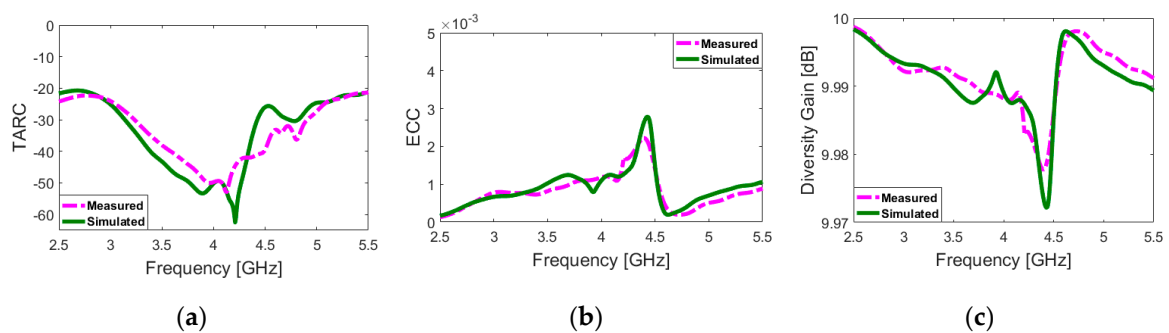 TARC
0
-10
-20
-30
-40
-50
-60
Measured
Simulated
2.5 3 3.5 4 4.5 5 5.5
Frequency [GHz]
(a)
×10⁻³
ECC
5
4
3
2
1
0
Measured
Simulated
2.5 3 3.5 4 4.5 5 5.5
Frequency [GHz]
(b)
Diversity Gain [dB]
10
9.99
9.98
9.97
Measured
Simulated
2.5 3 3.5 4 4.5 5 5.5
Frequency [GHz]
(c)